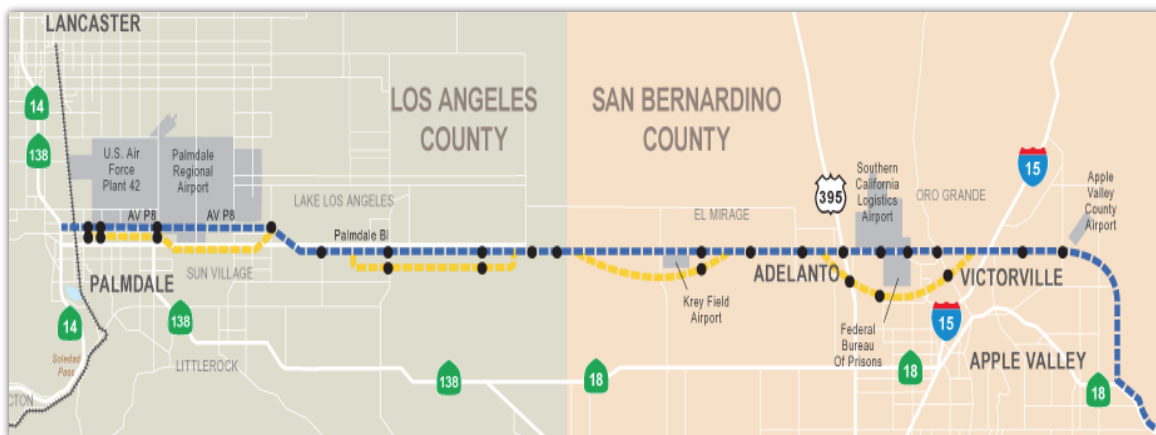 LANCASTER
14
138
U.S. Air
Force
Plant 42
Palmdale
Regional
Airport
LOS ANGELES
COUNTY
SAN BERNARDINO
COUNTY
15
395
Southern
California
Logistics
Airport
ORO GRANDE
Apple
Valley
County
Airport
LAKE LOS ANGELES
EL MIRAGE
AV P8
AV P8
Palmdale Bl
SUN VILLAGE
PALMDALE
ADELANTO
VICTORVILLE
Krey Field
Airport
14
138
15
Federal
Bureau
Of Prisons
Soledad
Pass
LITTLEROCK
138
18
18
APPLE VALLEY
18
CTON